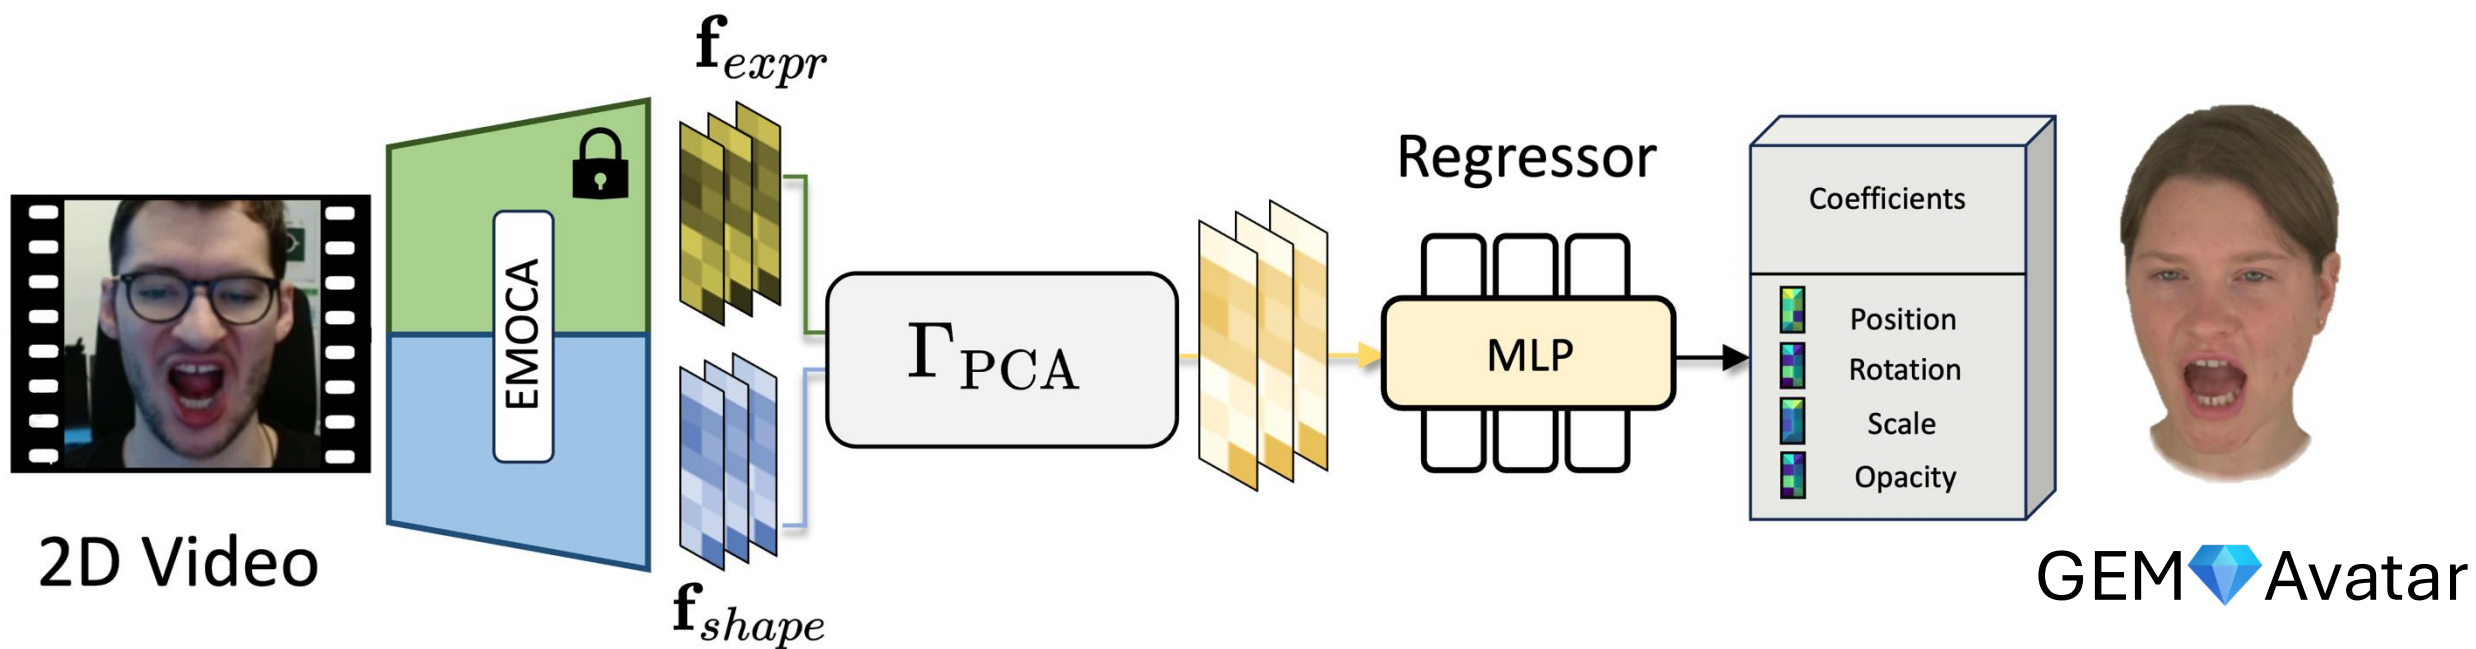 2D Video
EMOCA
f_expr
f_shape
Γ_PCA
Regressor
MLP
Coefficients
Position
Rotation
Scale
Opacity
GEM Avatar